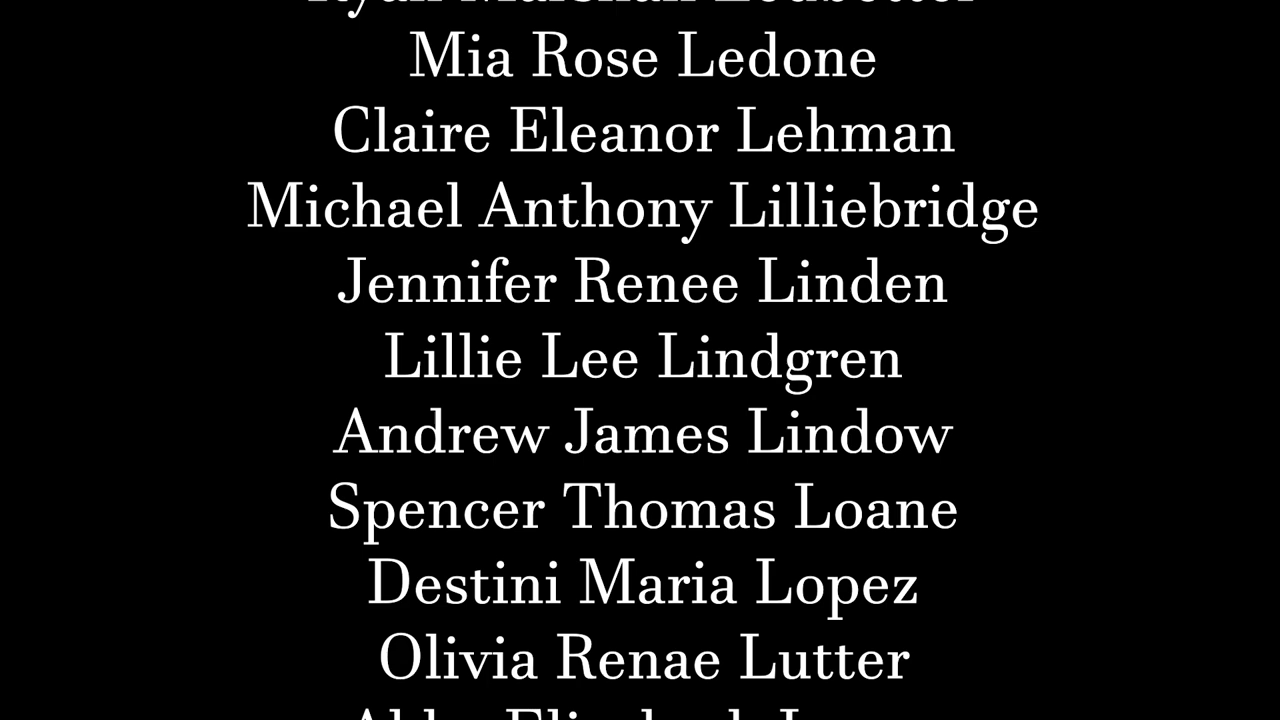 Mia Rose Ledone
Claire Eleanor Lehman
Michael Anthony Lilliebridge
Jennifer Renee Linden
Lillie Lee Lindgren
Andrew James Lindow
Spencer Thomas Loane
Destini Maria Lopez
Olivia Renae Lutter